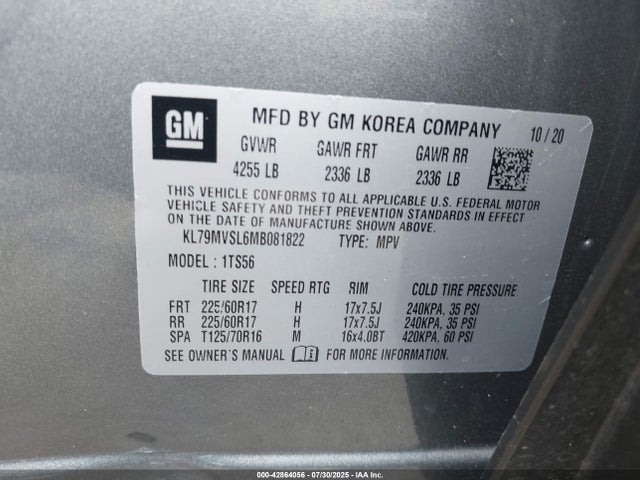 GM MFD BY GM KOREA COMPANY 10/20
GVWR GAWR FRT GAWR RR
4255 LB 2336 LB 2336 LB
THIS VEHICLE CONFORMS TO ALL APPLICABLE U.S. FEDERAL MOTOR
VEHICLE SAFETY AND THEFT PREVENTION STANDARDS IN EFFECT
ON THE DATE OF MANUFACTURE SHOWN ABOVE.
KL79MVSL6MB081822 TYPE: MPV
MODEL : 1TS56
TIRE SIZE SPEED RTG RIM COLD TIRE PRESSURE
FRT 225/60R17 H 17x7.5J 240KPA, 35 PSI
RR 225/60R17 H 17x7.5J 240KPA, 35 PSI
SPA T125/70R16 M 16x4.0BT 420KPA, 60 PSI
SEE OWNER'S MANUAL FOR MORE INFORMATION.
000-42864056 | 07/30/2025 - IAA, Inc.